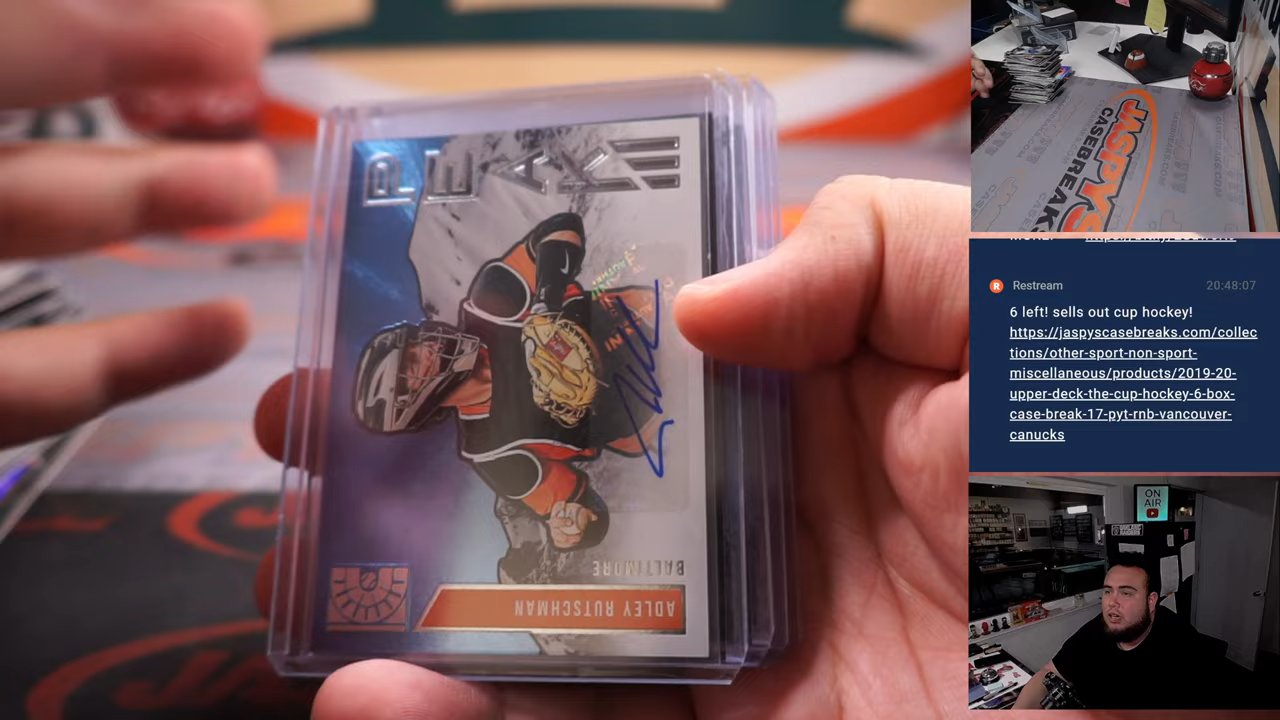 PEAK
BALTIMORE
ADLEY RUTSCHMAN
JASPYS
CASEBREAKS
Restream 20:48:07
6 left! sells out cup hockey!
https://jaspyscasebreaks.com/collec
tions/other-sport-non-sport-
miscellaneous/products/2019-20-
upper-deck-the-cup-hockey-6-box-
case-break-17-pyt-rnb-vancouver-
canucks
ON
AIR